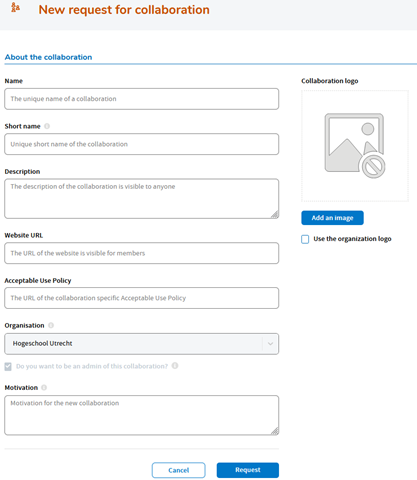 New request for collaboration
About the collaboration
Name
The unique name of a collaboration
Short name
Unique short name of the collaboration
Description
The description of the collaboration is visible to anyone
Website URL
The URL of the website is visible for members
Acceptable Use Policy
The URL of the collaboration specific Acceptable Use Policy
Organisation
Hogeschool Utrecht
Do you want to be an admin of this collaboration?
Motivation
Motivation for the new collaboration
Collaboration logo
Add an image
Use the organization logo
Cancel
Request